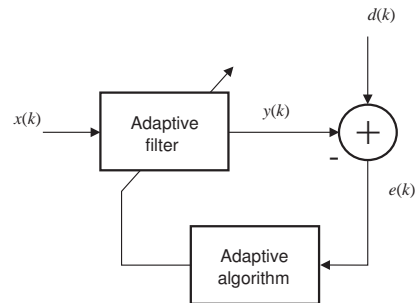 d(k)
x(k)
Adaptive
filter
y(k)
+
-
e(k)
Adaptive
algorithm